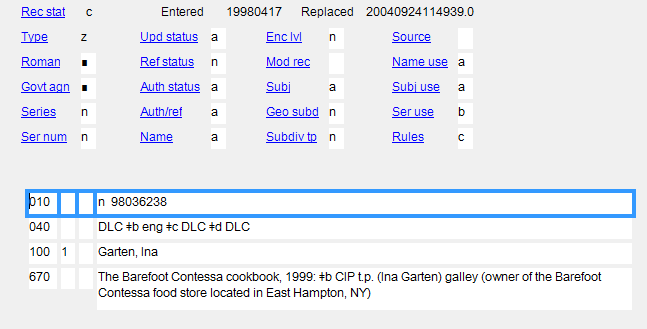 Rec stat c Entered 19980417 Replaced 20040924114939.0
Type z Upd status a Enc lvl n Source
Roman ∎ Ref status n Mod rec Name use a
Govt agn ∎ Auth status a Subj a Subj use a
Series n Auth/ref a Geo subd n Ser use b
Ser num n Name a Subdiv tp n Rules c
010 n 98036238
040 DLC ǂb eng ǂc DLC ǂd DLC
100 1 Garten, Ina
670 The Barefoot Contessa cookbook, 1999: ǂb CIP t.p. (Ina Garten) galley (owner of the Barefoot
Contessa food store located in East Hampton, NY)